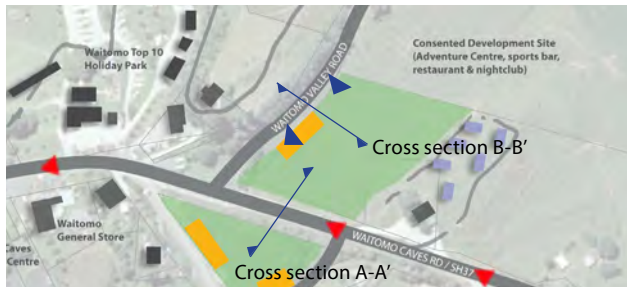 Waitomo Top 10
Holiday Park
Consented Development Site
(Adventure Centre, sports bar,
restaurant & nightclub)
WAITOMO VALLEY ROAD
Cross section B-B’
Waitomo
General Store
Caves
Centre
WAITOMO CAVES RD / SH37
Cross section A-A’